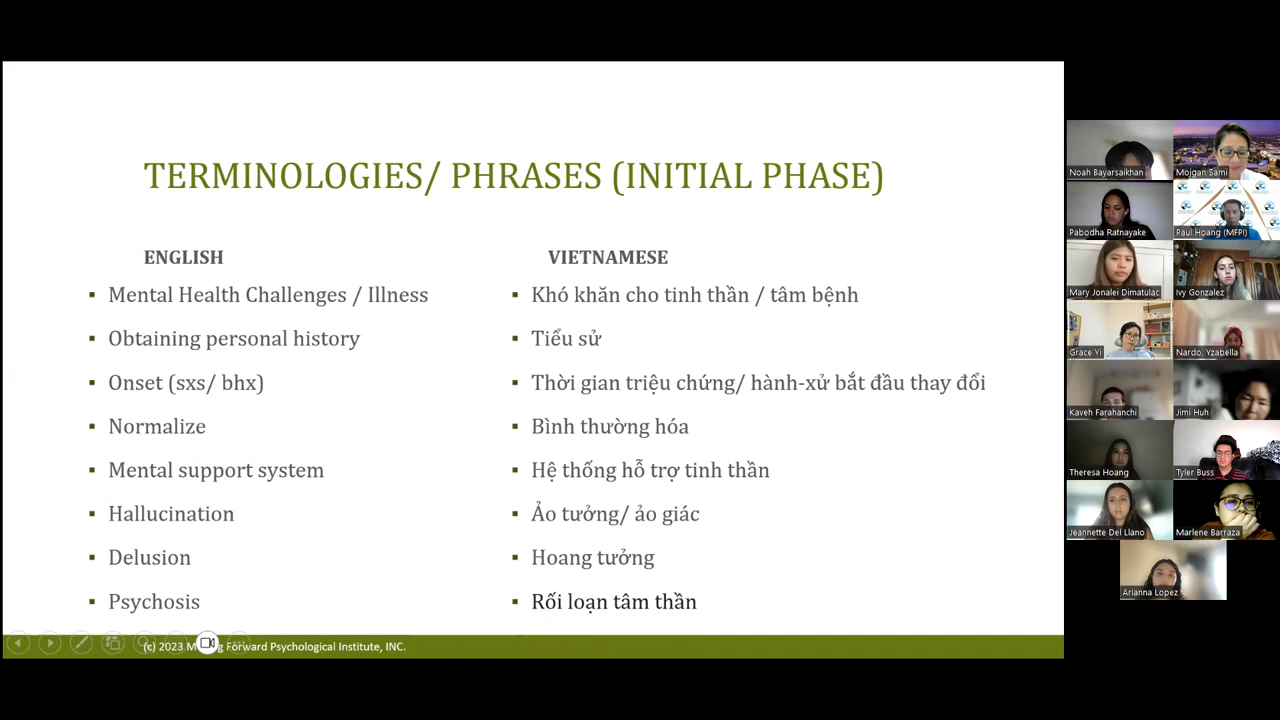 TERMINOLOGIES/ PHRASES (INITIAL PHASE)
ENGLISH
Mental Health Challenges / Illness
Obtaining personal history
Onset (sxs/ bhx)
Normalize
Mental support system
Hallucination
Delusion
Psychosis
VIETNAMESE
Khó khăn cho tinh thần / tâm bệnh
Tiểu sử
Thời gian triệu chứng/ hành-xử bắt đầu thay đổi
Bình thường hóa
Hệ thống hỗ trợ tinh thần
Ảo tưởng/ ảo giác
Hoang tưởng
Rối loạn tâm thần
(c) 2023 Forward Psychological Institute, INC.
Noah Bayarsaikhan
Mojgan Sami
Pabodha Ratnayake
Paul Hoang (MFPI)
Mary Jonalei Dimatulac
Ivy Gonzalez
Grace Yi
Nardo, Yzabella
Kaveh Farahanchi
Jimi Huh
Theresa Hoang
Tyler Buss
Jeannette Del Llano
Marlene Barraza
Arianna Lopez